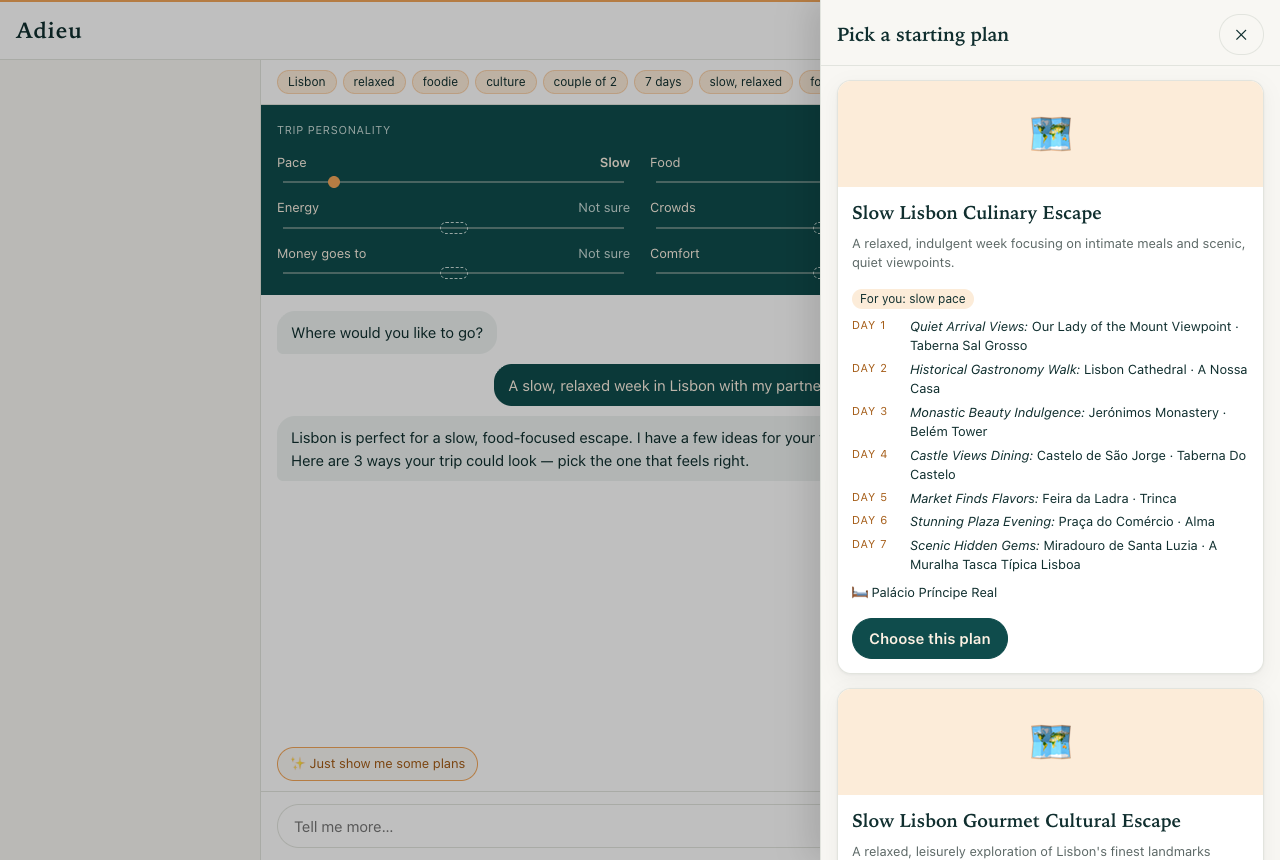 Adieu
Pick a starting plan
Lisbon
relaxed
foodie
culture
couple of 2
7 days
slow, relaxed
TRIP PERSONALITY
Pace
Slow
Food
Energy
Not sure
Crowds
Money goes to
Not sure
Comfort
Where would you like to go?
A slow, relaxed week in Lisbon with my
Lisbon is perfect for a slow, food-focused escape. I have a few ideas for your
Here are 3 ways your trip could look — pick the one that feels right.
✨ Just show me some plans
Tell me more...
Slow Lisbon Culinary Escape
A relaxed, indulgent week focusing on intimate meals and scenic,
quiet viewpoints.
For you: slow pace
DAY 1
Quiet Arrival Views: Our Lady of the Mount Viewpoint ·
Taberna Sal Grosso
DAY 2
Historical Gastronomy Walk: Lisbon Cathedral · A Nossa
Casa
DAY 3
Monastic Beauty Indulgence: Jerónimos Monastery ·
Belém Tower
DAY 4
Castle Views Dining: Castelo de São Jorge · Taberna Do
Castelo
DAY 5
Market Finds Flavors: Feira da Ladra · Trinca
DAY 6
Stunning Plaza Evening: Praça do Comércio · Alma
DAY 7
Scenic Hidden Gems: Miradouro de Santa Luzia · A
Muralha Tasca Típica Lisboa
🛏 Palácio Príncipe Real
Choose this plan
Slow Lisbon Gourmet Cultural Escape
A relaxed, leisurely exploration of Lisbon's finest landmarks